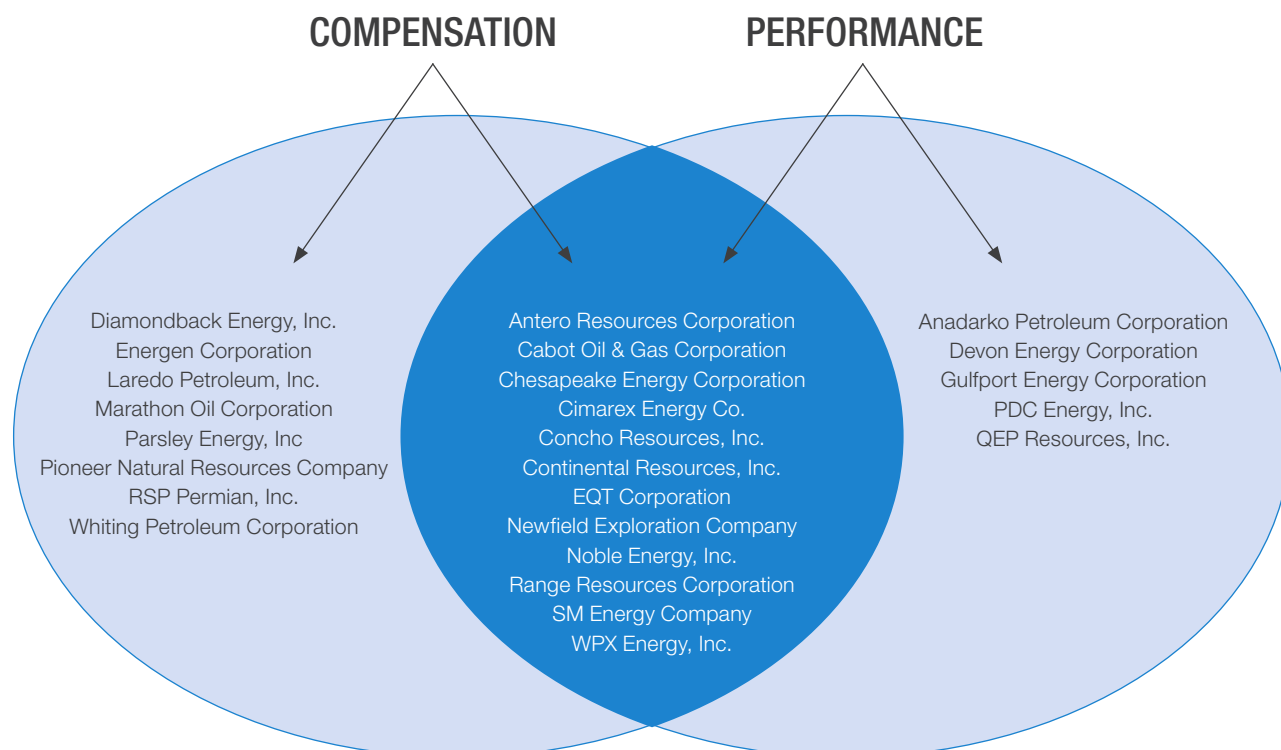 COMPENSATION
PERFORMANCE
Diamondback Energy, Inc.
Energen Corporation
Laredo Petroleum, Inc.
Marathon Oil Corporation
Parsley Energy, Inc
Pioneer Natural Resources Company
RSP Permian, Inc.
Whiting Petroleum Corporation
Antero Resources Corporation
Cabot Oil & Gas Corporation
Chesapeake Energy Corporation
Cimarex Energy Co.
Concho Resources, Inc.
Continental Resources, Inc.
EQT Corporation
Newfield Exploration Company
Noble Energy, Inc.
Range Resources Corporation
SM Energy Company
WPX Energy, Inc.
Anadarko Petroleum Corporation
Devon Energy Corporation
Gulfport Energy Corporation
PDC Energy, Inc.
QEP Resources, Inc.